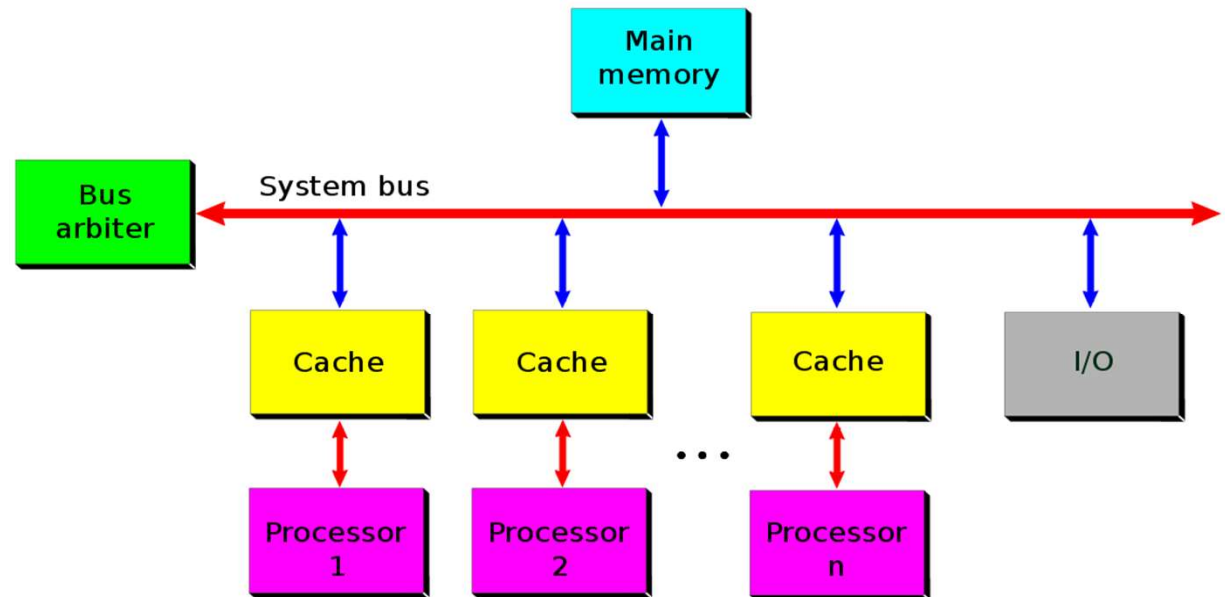 Main
memory
Bus
arbiter
System bus
Cache
Cache
Cache
I/O
...
Processor
1
Processor
2
Processor
n